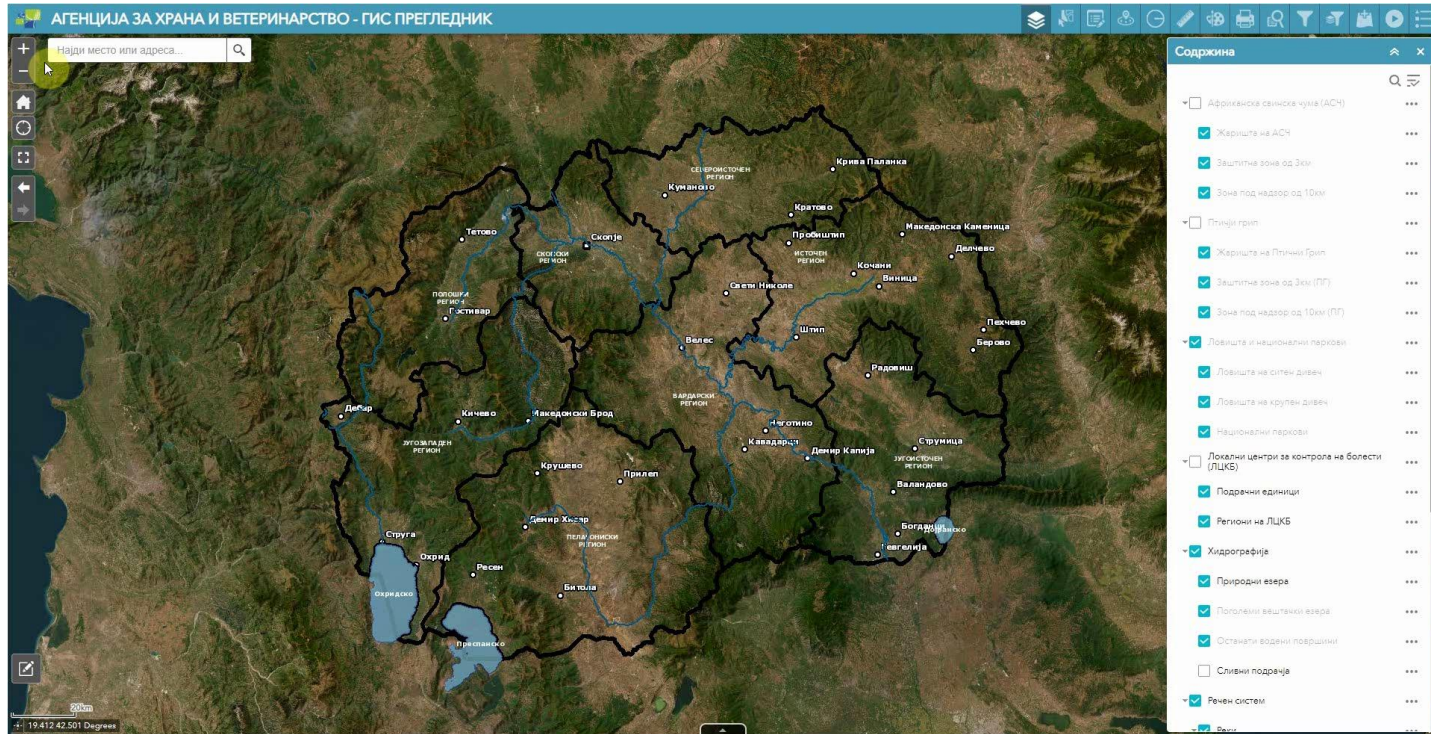 АГЕНЦИЈА ЗА ХРАНА И ВЕТЕРИНАРСТВО - ГИС ПРЕГЛЕДНИК
Најди место или адреса...
СЕВЕРОИСТОЧЕН
РЕГИОН
Крива Паланка
Куманово
Кратово
Македонска Каменица
Тетово
Скопје
Пробиштип
Делчево
СКОПСКИ
РЕГИОН
ИСТОЧЕН
РЕГИОН
Кочани
Виница
Свети Николе
ПОЛОШКИ
РЕГИОН
Гостивар
Пехчево
Штип
Велес
Берово
Радовиш
ВАРДАРСКИ
РЕГИОН
Дебар
Кичево
Македонски Брод
Неготино
Кавадарци
Струмица
ЈУГОЗАПАДЕН
РЕГИОН
Демир Капија
ЈУГОИСТОЧЕН
РЕГИОН
Крушево
Прилеп
Валандово
Демир Хисар
ПЕЛАГОНИСКИ
РЕГИОН
Богданци
Дојранско
Струга
Гевгелија
Охрид
Ресен
Битола
Охридско
Преспанско
20km
19.412 42.501 Degrees
Содржина
Африканска свинска чума (АСЧ)
Жаришта на АСЧ
Заштитна зона од 3км
Зона под надзор од 10км
Птичји грип
Жаришта на Птични Грип
Заштитна зона од 3км (ПГ)
Зона под надзор од 10км (ПГ)
Ловишта и национални паркови
Ловишта на ситен дивеч
Ловишта на крупен дивеч
Национални паркови
Локални центри за контрола на болести
(ЛЦКБ)
Подрачни единици
Региони на ЛЦКБ
Хидрографија
Природни езера
Поголеми вештачки езера
Останати водени површини
Сливни подрачја
Речен систем
Реки